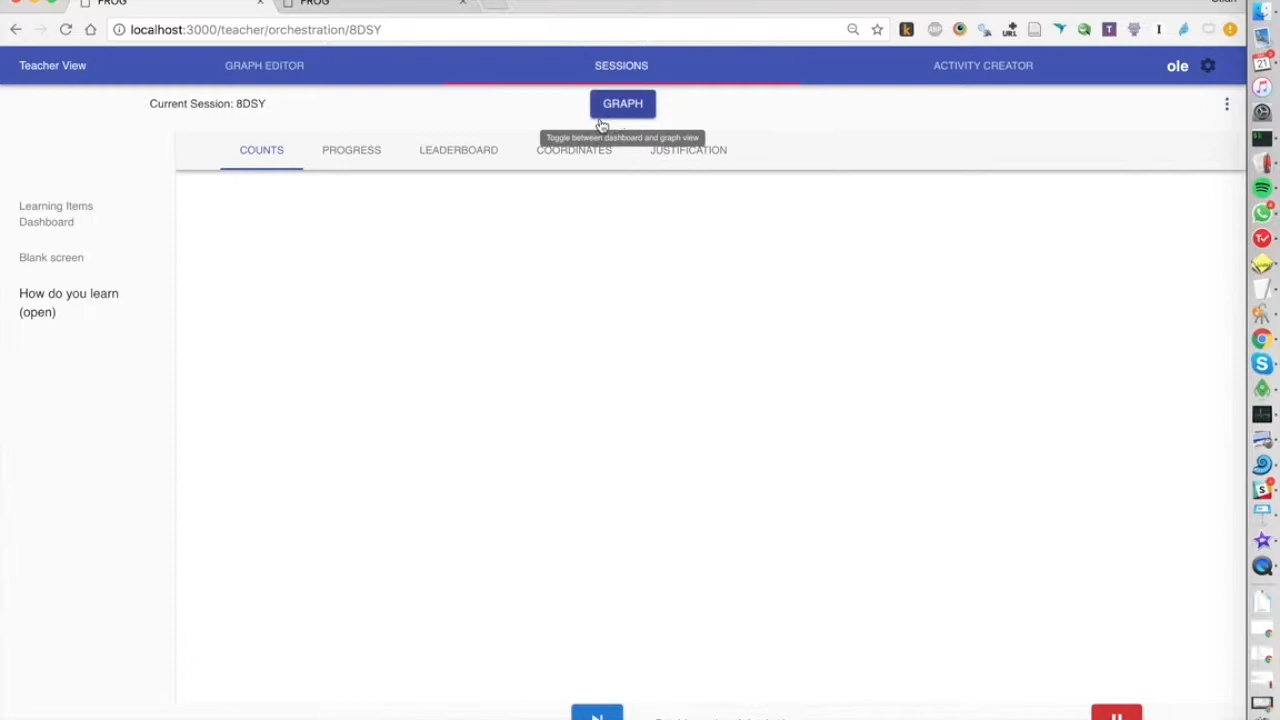 FROG
FROG
localhost:3000/teacher/orchestration/8DSY
URL
Teacher View
GRAPH EDITOR
SESSIONS
ACTIVITY CREATOR
ole
Current Session: 8DSY
GRAPH
Toggle between dashboard and graph view
COUNTS
PROGRESS
LEADERBOARD
COORDINATES
JUSTIFICATION
Learning Items
Dashboard
Blank screen
How do you learn
(open)